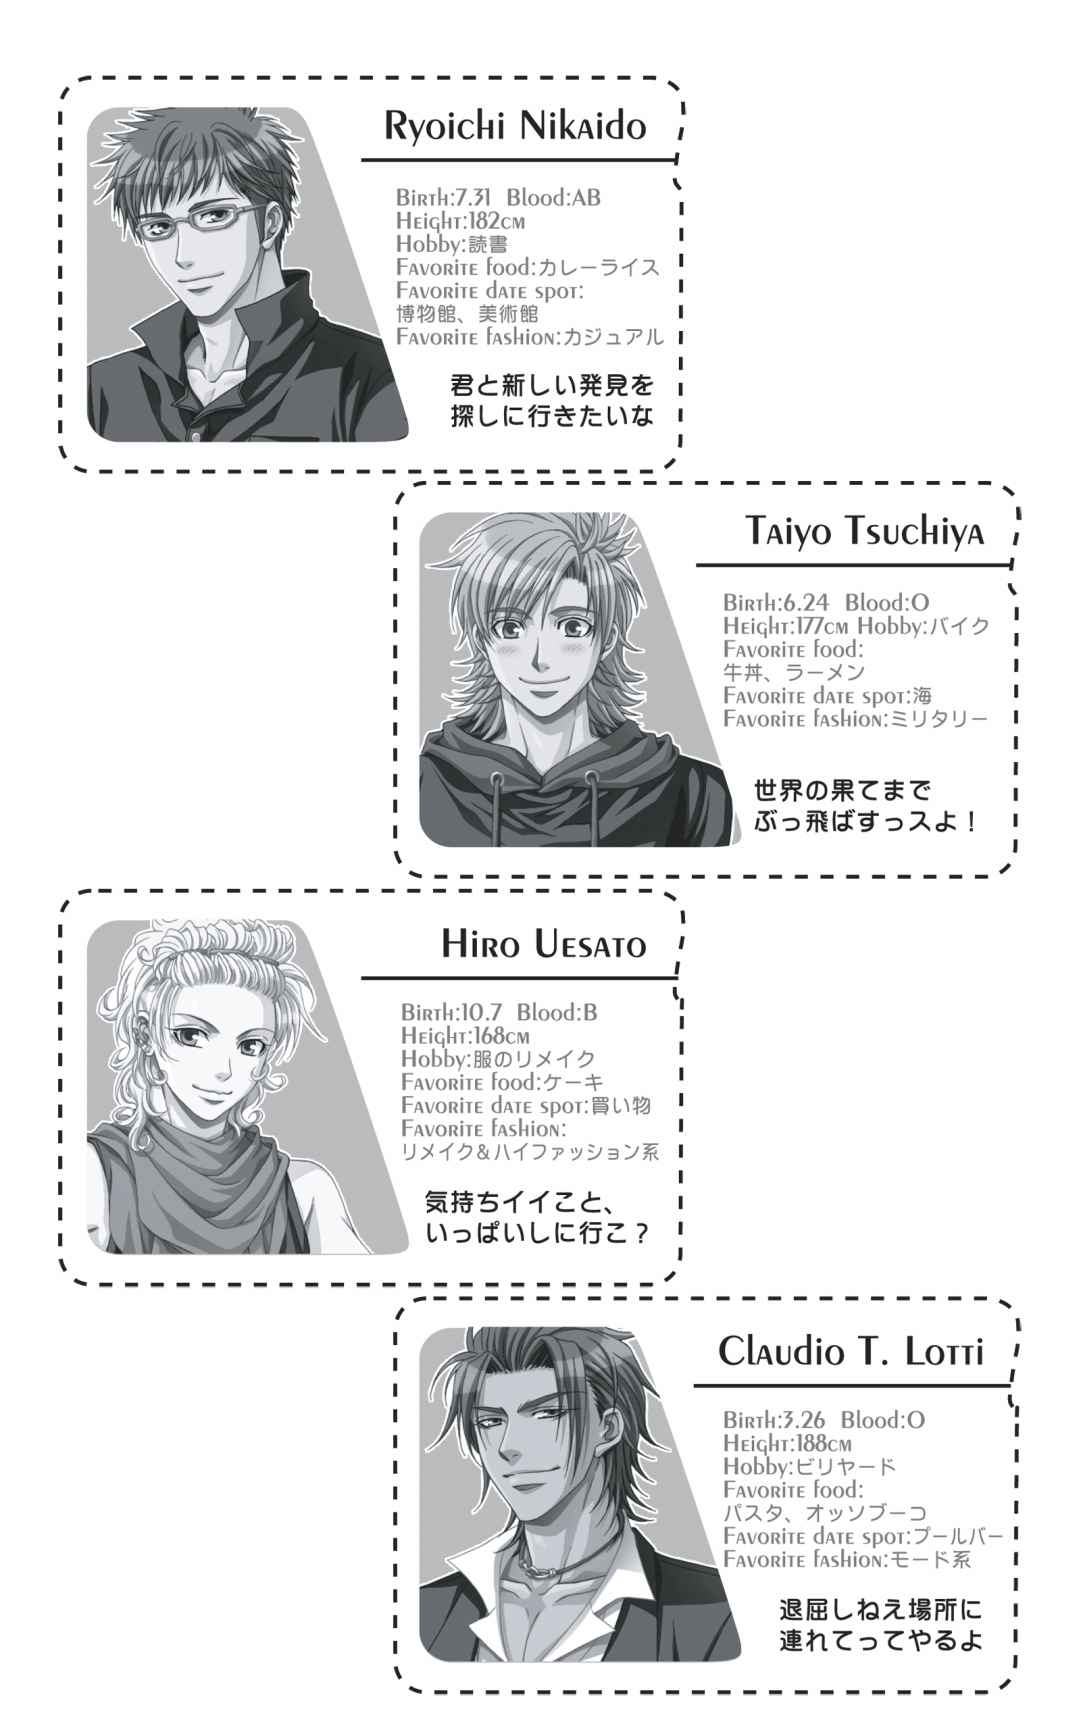 Ryoichi Nikaido
Birth:7.31 Blood:AB
Height:182cm
Hobby:読書
Favorite food:カレーライス
Favorite date spot:
博物館、美術館
Favorite fashion:カジュアル
君と新しい発見を
探しに行きたいな
Taiyo Tsuchiya
Birth:6.24 Blood:O
Height:177cm Hobby:バイク
Favorite food:
牛丼、ラーメン
Favorite date spot:海
Favorite fashion:ミリタリー
世界の果てまで
ぶっ飛ばすっスよ！
Hiro Uesato
Birth:10.7 Blood:B
Height:168cm
Hobby:服のリメイク
Favorite food:ケーキ
Favorite date spot:買い物
Favorite fashion:
リメイク＆ハイファッション系
気持ちイイこと、
いっぱいしに行こ？
Claudio T. Lotti
Birth:3.26 Blood:O
Height:188cm
Hobby:ビリヤード
Favorite food:
パスタ、オッソブーコ
Favorite date spot:プールバー
Favorite fashion:モード系
退屈しねえ場所に
連れてってやるよ